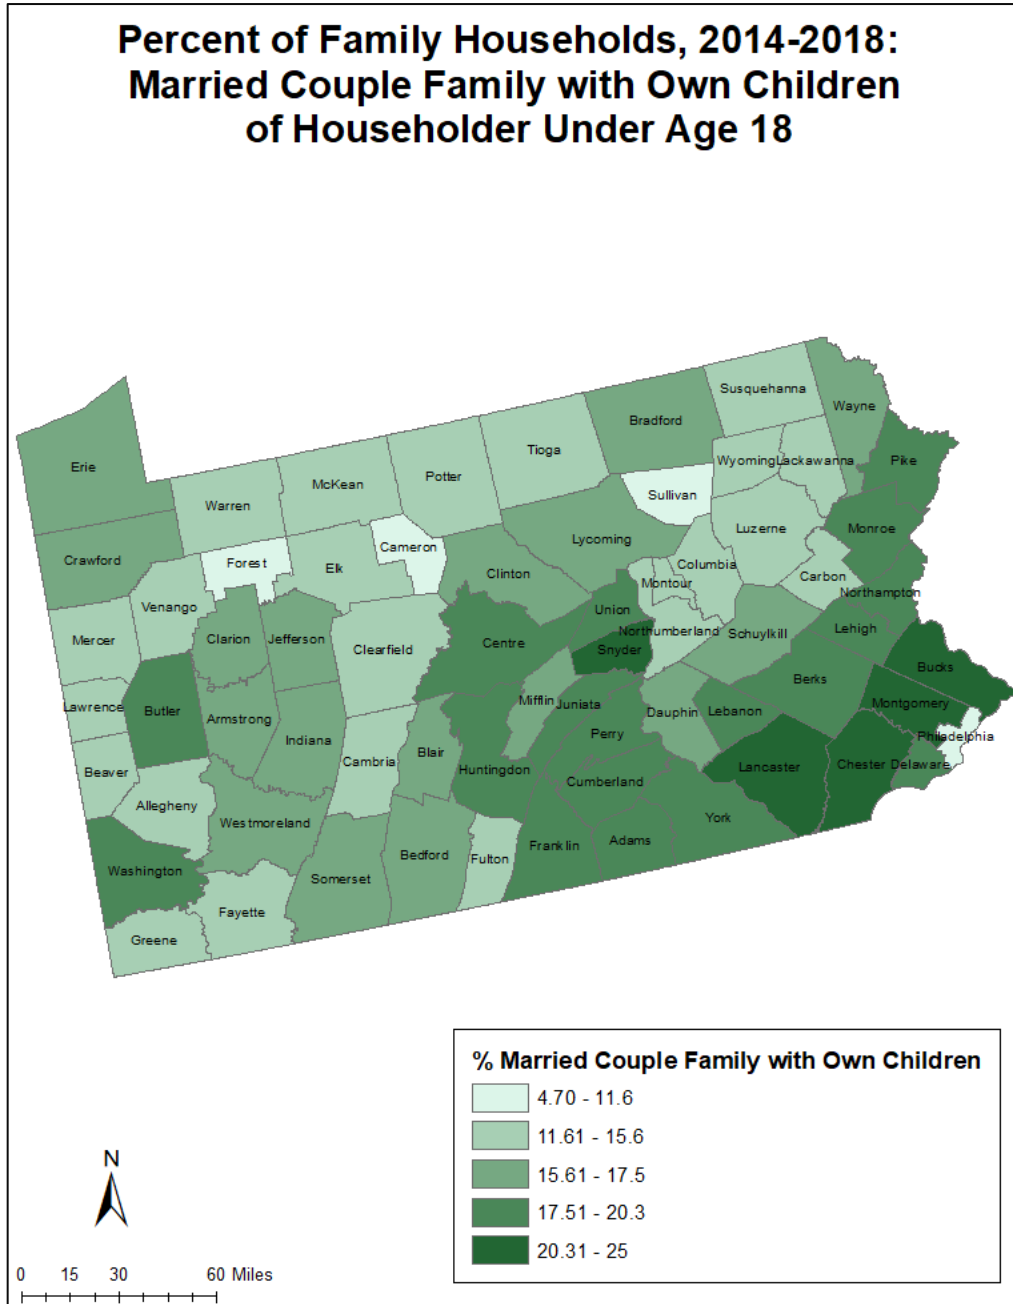 Percent of Family Households, 2014-2018:
Married Couple Family with Own Children
of Householder Under Age 18
Susquehanna
Wayne
Bradford
Tioga
Wyoming
Lackawanna
Pike
Erie
Potter
McKean
Warren
Sullivan
Luzerne
Monroe
Lycoming
Cameron
Crawford
Forest
Elk
Clinton
Columbia
Carbon
Montour
Northampton
Venango
Union
Northumberland
Schuylkill
Lehigh
Mercer
Clarion
Jefferson
Clearfield
Centre
Snyder
Bucks
Berks
Montgomery
Lawrence
Butler
Armstrong
Mifflin
Juniata
Dauphin
Lebanon
Philadelphia
Indiana
Perry
Blair
Cambria
Huntingdon
Cumberland
Lancaster
Chester
Delaware
Beaver
Allegheny
Westmoreland
York
Adams
Franklin
Fulton
Bedford
Somerset
Washington
Fayette
Greene
% Married Couple Family with Own Children
4.70 - 11.6
11.61 - 15.6
15.61 - 17.5
17.51 - 20.3
20.31 - 25
N
0 15 30 60 Miles